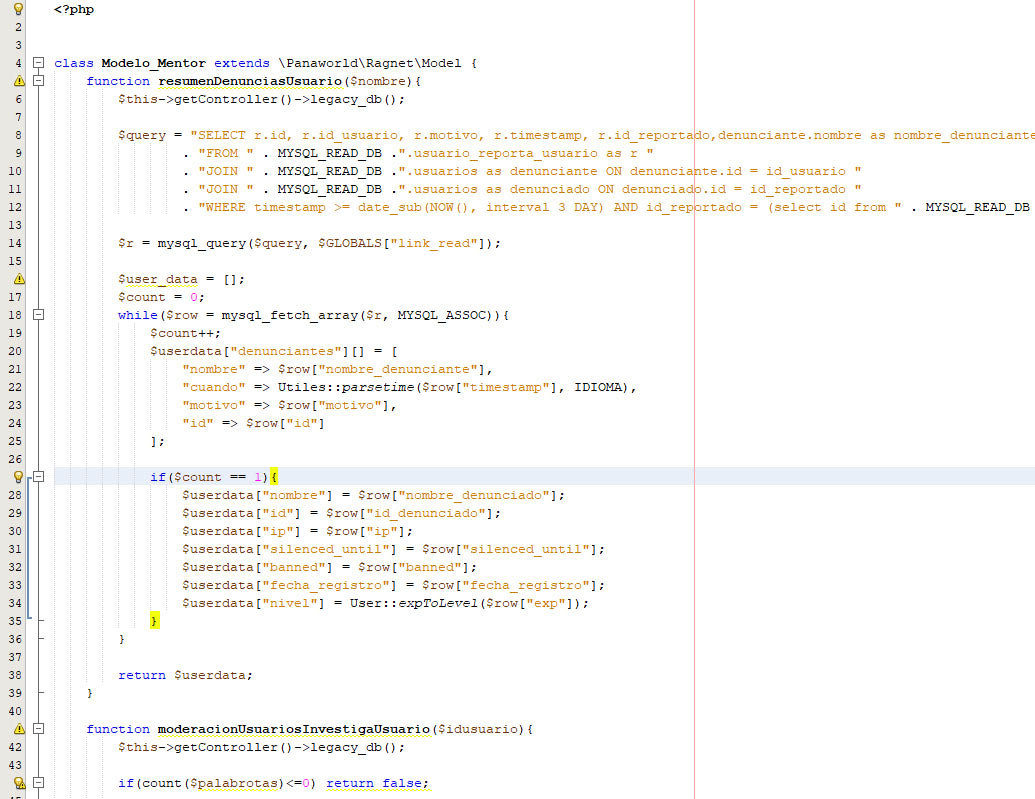 <?php
2
3
4 class Modelo_Mentor extends \Panaworld\Ragnet\Model {
function resumenDenunciasUsuario($nombre){
6 $this->getController()->legacy_db();
7
8 $query = "SELECT r.id, r.id_usuario, r.motivo, r.timestamp, r.id_reportado,denunciante.nombre as nombre_denunciante
9 . "FROM " . MYSQL_READ_DB .".usuario_reporta_usuario as r "
10 . "JOIN " . MYSQL_READ_DB .".usuarios as denunciante ON denunciante.id = id_usuario "
11 . "JOIN " . MYSQL_READ_DB .".usuarios as denunciado ON denunciado.id = id_reportado "
12 . "WHERE timestamp >= date_sub(NOW(), interval 3 DAY) AND id_reportado = (select id from " . MYSQL_READ_DB
13
14 $r = mysql_query($query, $GLOBALS["link_read"]);
15
$user_data = [];
17 $count = 0;
18 while($row = mysql_fetch_array($r, MYSQL_ASSOC)){
19 $count++;
20 $userdata["denunciantes"][] = [
21 "nombre" => $row["nombre_denunciante"],
22 "cuando" => Utiles::parsetime($row["timestamp"], IDIOMA),
23 "motivo" => $row["motivo"],
24 "id" => $row["id"]
25 ];
26
if($count == 1){
28 $userdata["nombre"] = $row["nombre_denunciado"];
29 $userdata["id"] = $row["id_denunciado"];
30 $userdata["ip"] = $row["ip"];
31 $userdata["silenced_until"] = $row["silenced_until"];
32 $userdata["banned"] = $row["banned"];
33 $userdata["fecha_registro"] = $row["fecha_registro"];
34 $userdata["nivel"] = User::expToLevel($row["exp"]);
35 }
36 }
37
38 return $userdata;
39 }
40
function moderacionUsuariosInvestigaUsuario($idusuario){
42 $this->getController()->legacy_db();
43
if(count($palabrotas)<=0) return false;